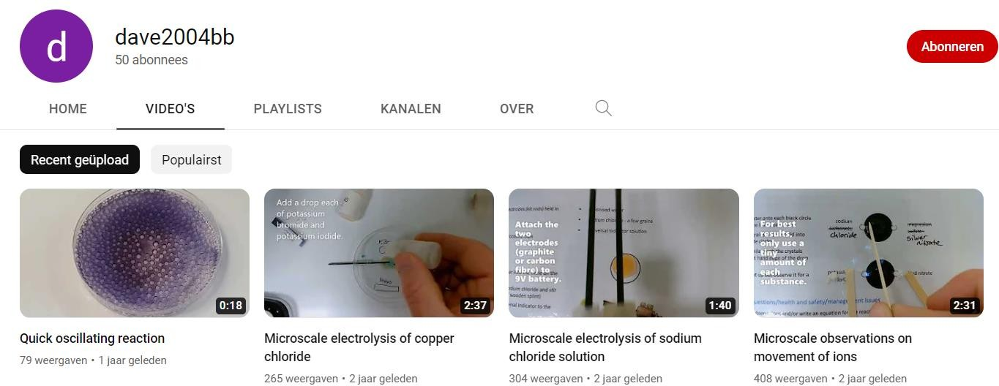 d
dave2004bb
50 abonnees
Abonneren
HOME
VIDEO'S
PLAYLISTS
KANALEN
OVER
Recent geüpload
Populairst
Add a drop each
of potassium
bromide and
potassium iodide.
2:37
0:18
Attach the
two
electrodes
(graphite
or carbon
fibre) to
9V battery.
1:40
For best
results,
only use a
tiny
amount of
each
substance.
sodium
chloride
silver
nitrate
2:31
Quick oscillating reaction
79 weergaven • 1 jaar geleden
Microscale electrolysis of copper
chloride
265 weergaven • 2 jaar geleden
Microscale electrolysis of sodium
chloride solution
304 weergaven • 2 jaar geleden
Microscale observations on
movement of ions
408 weergaven • 2 jaar geleden